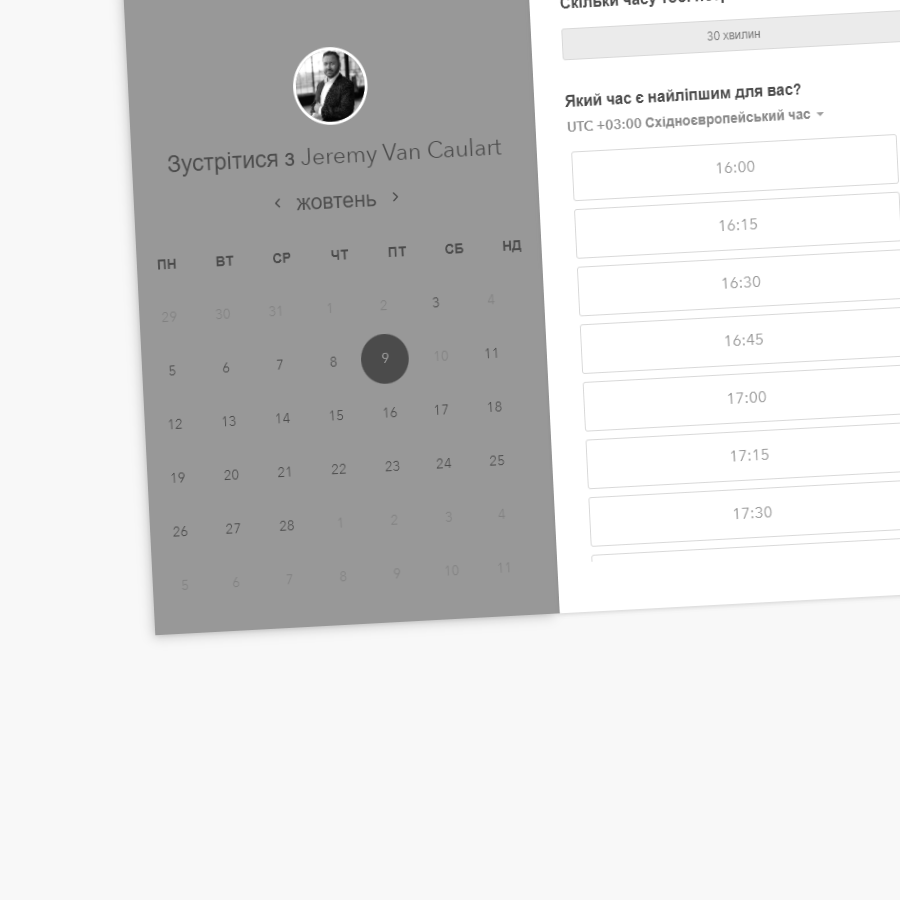 Зустрітися з Jeremy Van Caulart
жовтень
ПН ВТ СР ЧТ ПТ СБ НД
29 30 31 1 2 3 4
5 6 7 8 9 10 11
12 13 14 15 16 17 18
19 20 21 22 23 24 25
26 27 28 1 2 3 4
5 6 7 8 9 10 11
Скільки часу
30 хвилин
Який час є найліпшим для вас?
UTC +03:00 Східноєвропейський час
16:00
16:15
16:30
16:45
17:00
17:15
17:30